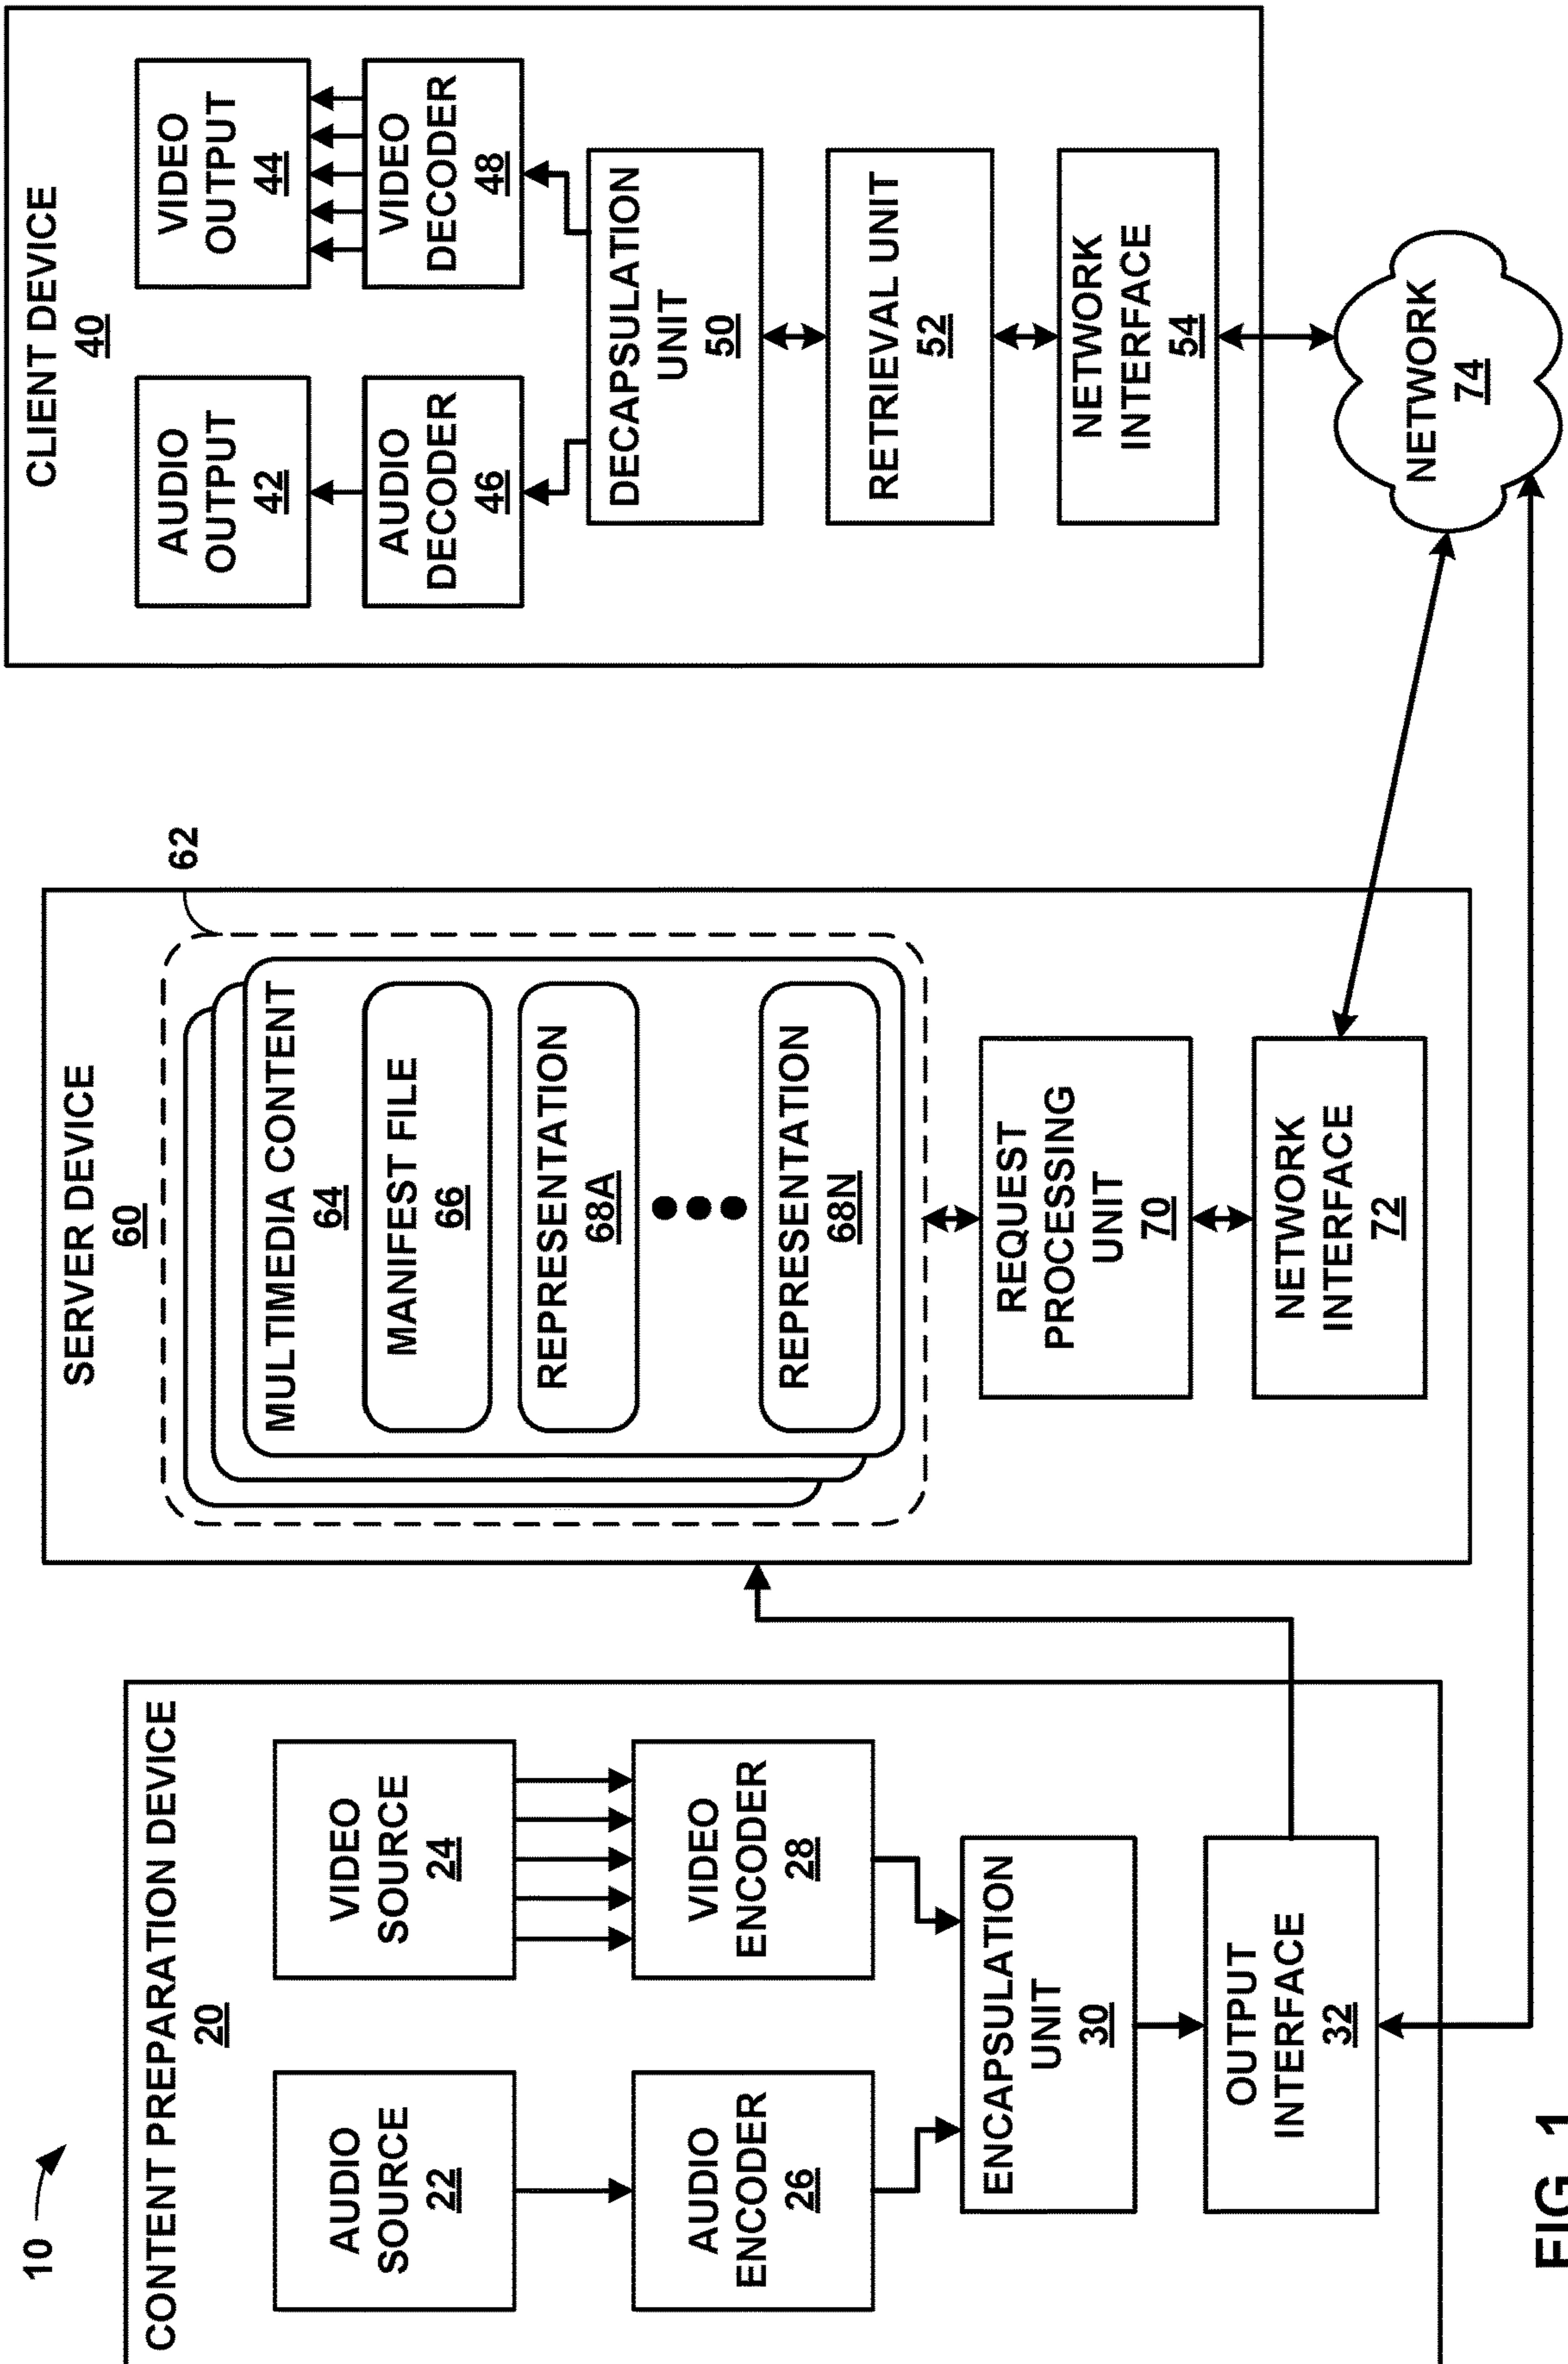 10
CONTENT PREPARATION DEVICE
20
AUDIO
SOURCE
22
VIDEO
SOURCE
24
AUDIO
ENCODER
26
VIDEO
ENCODER
28
ENCAPSULATION
UNIT
30
OUTPUT
INTERFACE
32
SERVER DEVICE
60
62
MULTIMEDIA CONTENT
64
MANIFEST FILE
66
REPRESENTATION
68A
REPRESENTATION
68N
REQUEST
PROCESSING
UNIT
70
NETWORK
INTERFACE
72
CLIENT DEVICE
40
AUDIO
OUTPUT
42
VIDEO
OUTPUT
44
AUDIO
DECODER
46
VIDEO
DECODER
48
DECAPSULATION
UNIT
50
RETRIEVAL UNIT
52
NETWORK
INTERFACE
54
NETWORK
74
FIG. 1